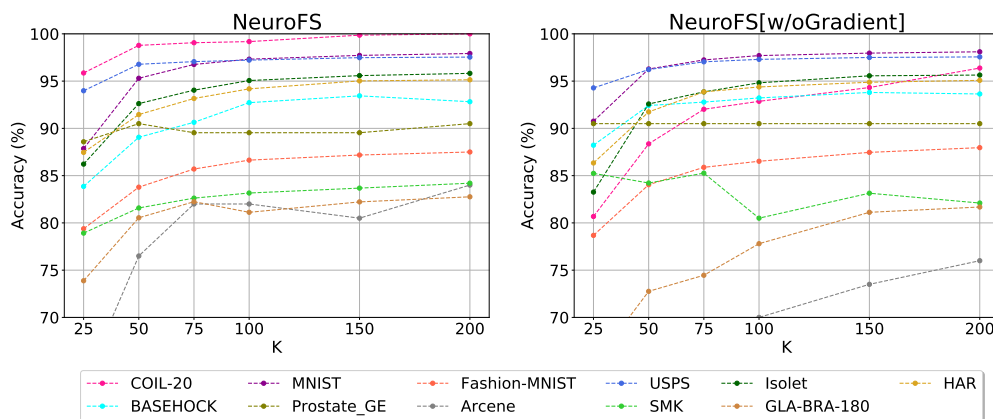 NeuroFS
NeuroFS[w/oGradient]
100
95
90
85
80
75
70
Accuracy (%)
25 50 75 100 150 200
K
100
95
90
85
80
75
70
Accuracy (%)
25 50 75 100 150 200
K
COIL-20 MNIST Fashion-MNIST USPS Isolet HAR
BASEHOCK Prostate_GE Arcene SMK GLA-BRA-180